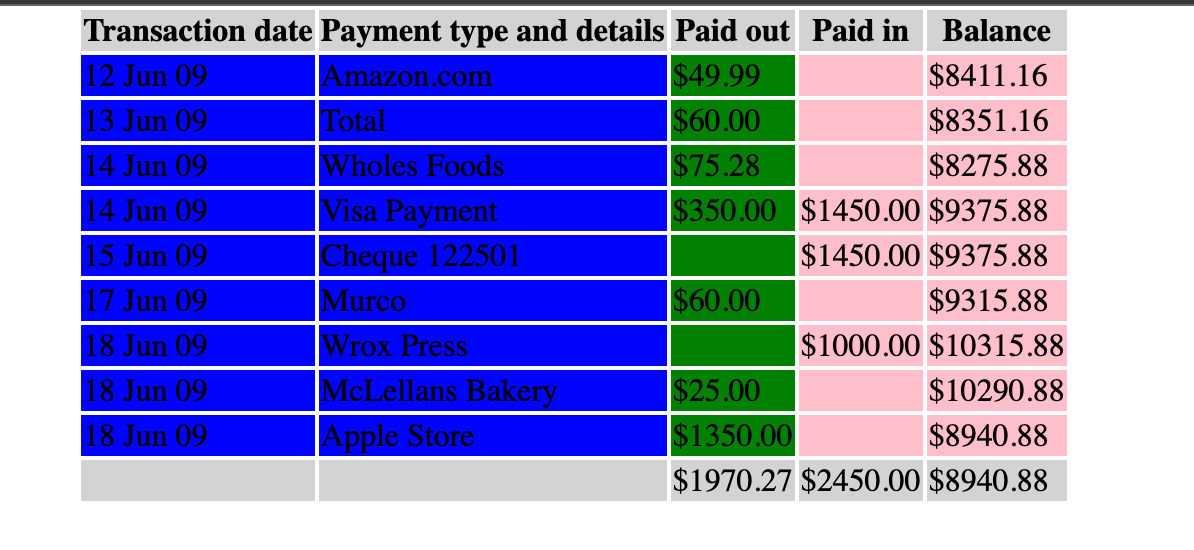 Transaction date Payment type and details Paid out Paid in Balance
12 Jun 09 Amazon.com $49.99 $8411.16
13 Jun 09 Total $60.00 $8351.16
14 Jun 09 Wholes Foods $75.28 $8275.88
14 Jun 09 Visa Payment $350.00 $1450.00 $9375.88
15 Jun 09 Cheque 122501 $1450.00 $9375.88
17 Jun 09 Murco $60.00 $9315.88
18 Jun 09 Wrox Press $1000.00 $10315.88
18 Jun 09 McLellans Bakery $25.00 $10290.88
18 Jun 09 Apple Store $1350.00 $8940.88
$1970.27 $2450.00 $8940.88